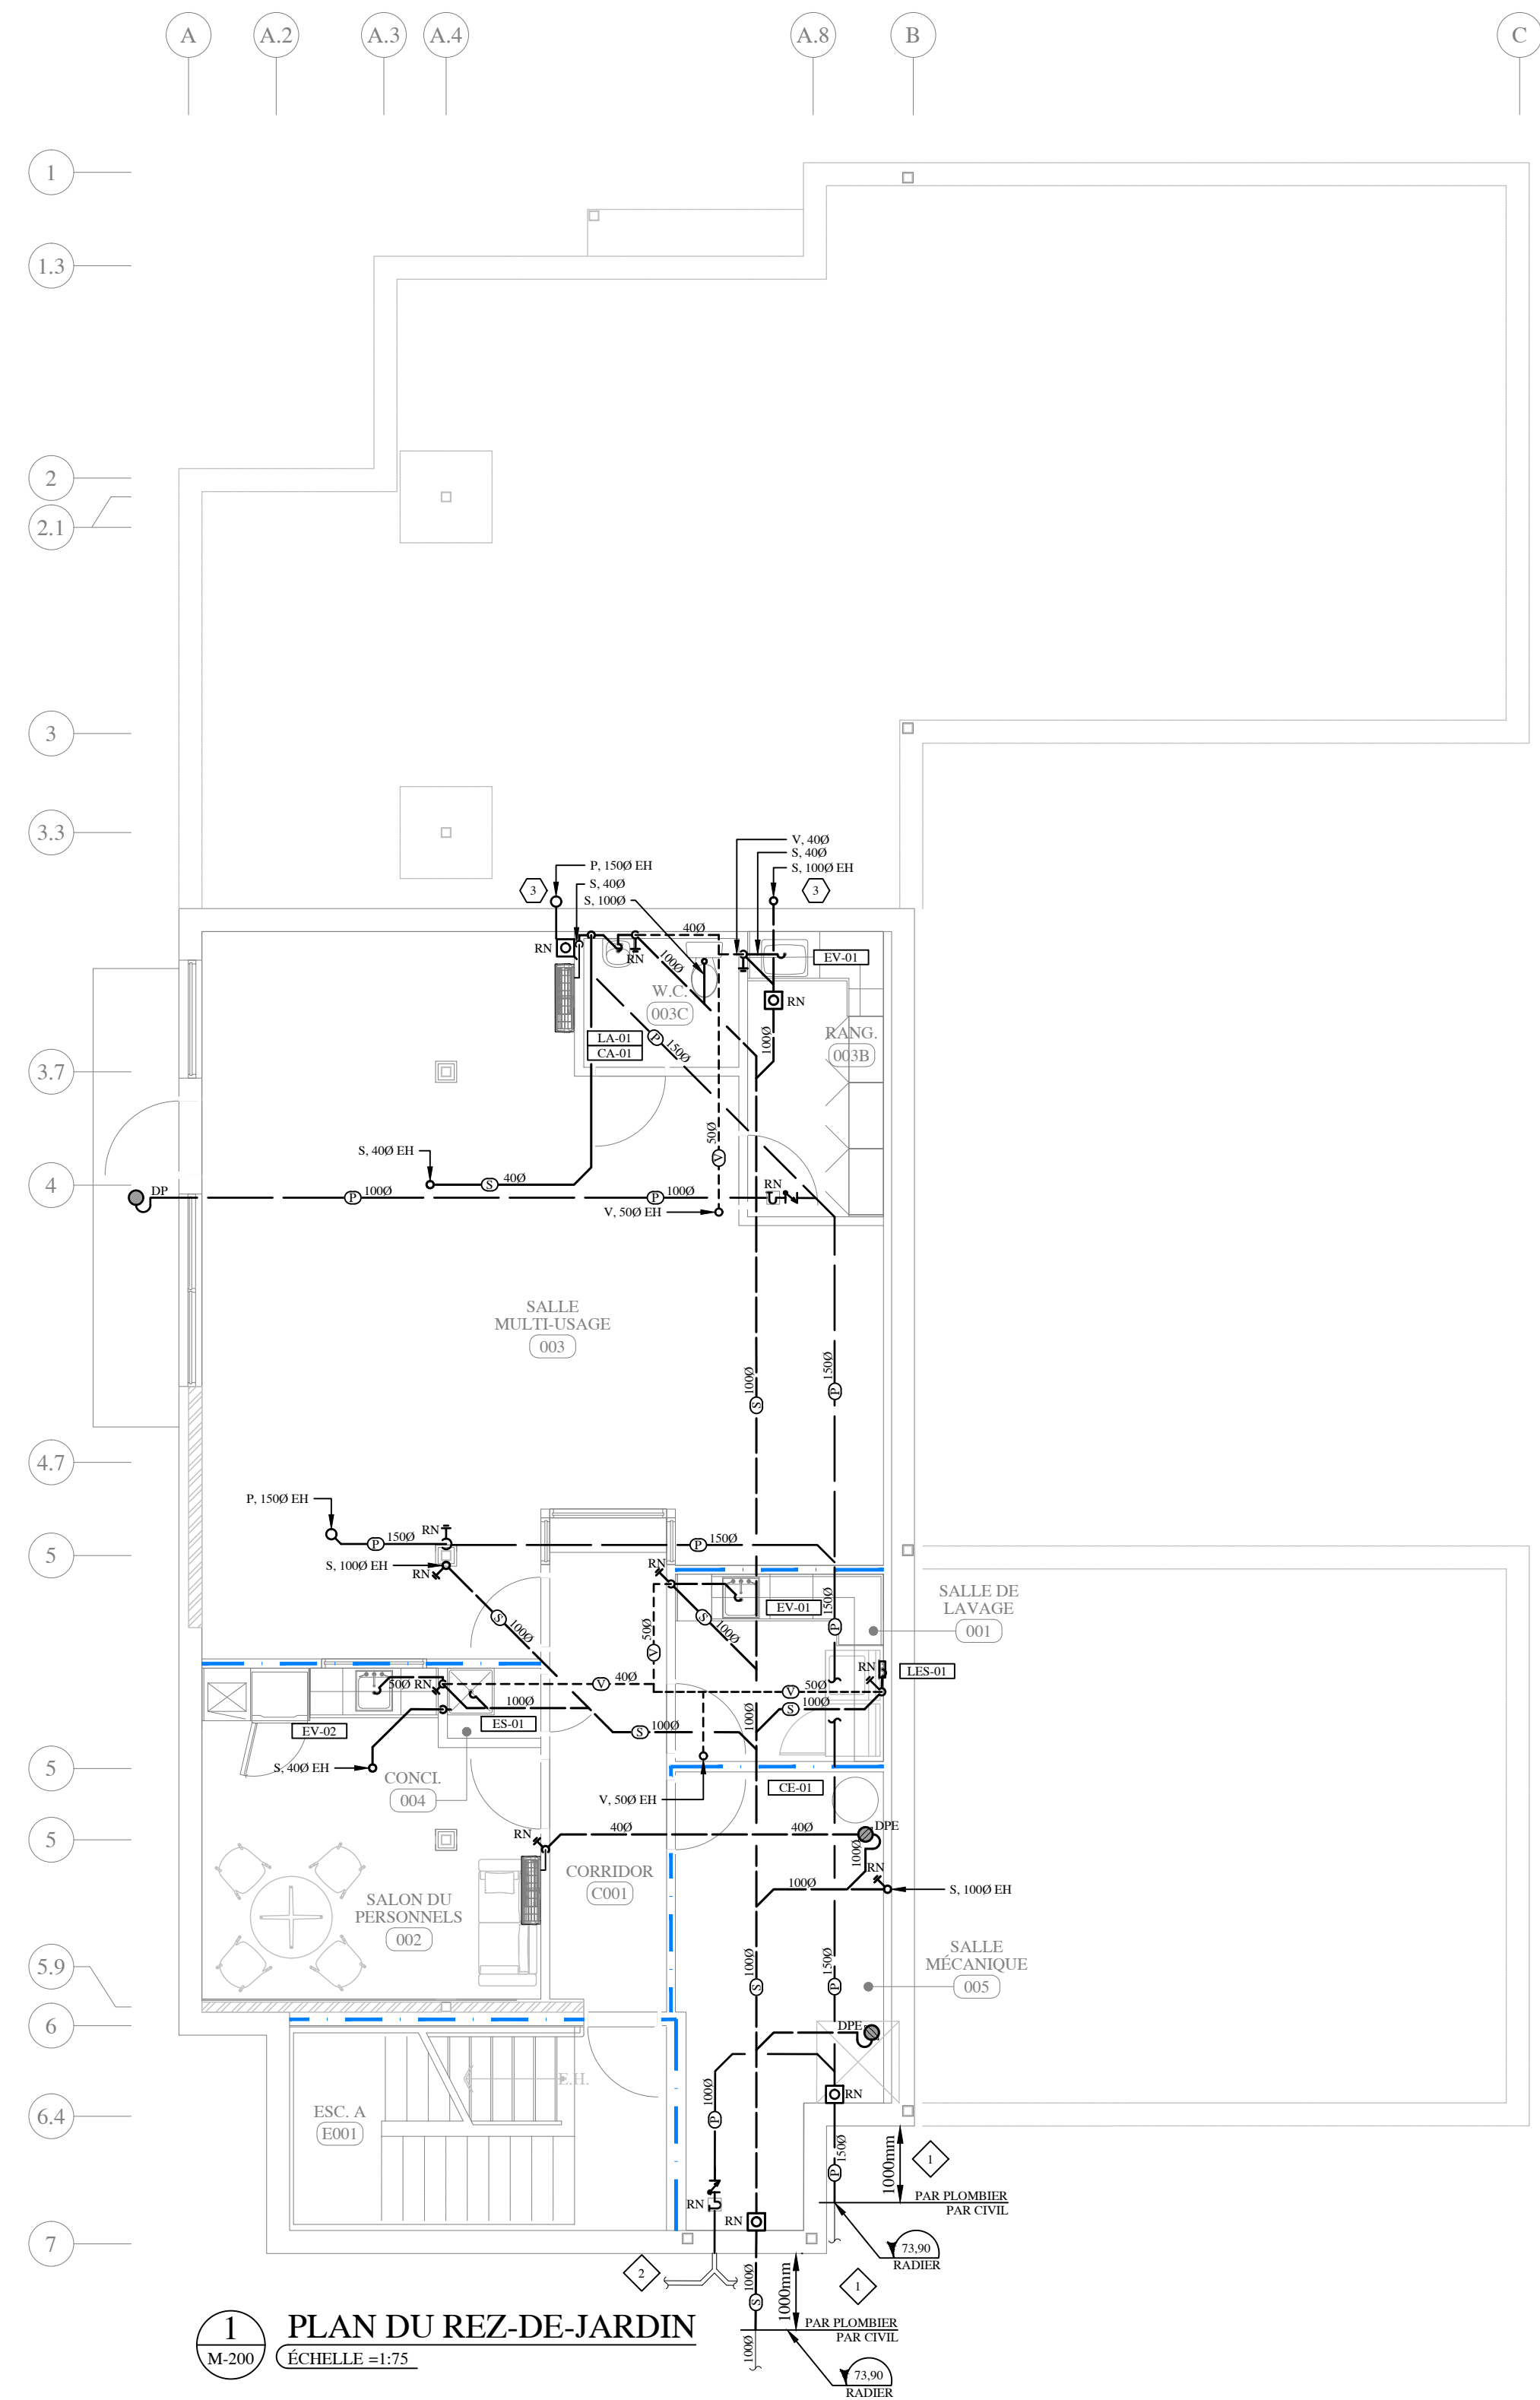 A
A.2
A.3
A.4
A.8
B
C
1
1.3
2
2.1
3
3.3
V, 40Ø
S, 40Ø
S, 100Ø EH
P, 150Ø EH
S, 40Ø
S, 100Ø
3
3
40Ø
RN
RN
EV-01
100Ø
W.C.
003C
RN
LA-01
CA-01
P
150Ø
100Ø
RANG.
003B
3.7
50Ø
V
S, 40Ø EH
S
40Ø
4
DP
P
100Ø
P
100Ø
RN
V, 50Ø EH
SALLE
MULTI-USAGE
003
100Ø
S
150Ø
P
4.7
P, 150Ø EH
P
150Ø
RN
P
150Ø
5
S, 100Ø EH
RN
RN
SALLE DE
LAVAGE
001
EV-01
S
100Ø
S
100Ø
150Ø
P
50Ø
V
RN
LES-01
50Ø
RN
V
40Ø
V
50Ø
100Ø
S
100Ø
EV-02
ES-01
S
100Ø
100Ø
5
S, 40Ø EH
CONCI.
004
CE-01
V, 50Ø EH
5
RN
40Ø
40Ø
DPE
100Ø
RN
CORRIDOR
C001
100Ø
S, 100Ø EH
SALON DU
PERSONNELS
002
SALLE
MÉCANIQUE
005
5.9
100Ø
S
150Ø
P
6
DPE
E.H.
RN
6.4
ESC. A
E001
100Ø
P
150Ø
P
1000mm
1
PAR PLOMBIER
PAR CIVIL
RN
RN
7
73,90
RADIER
2
100Ø
S
1000mm
1
PAR PLOMBIER
PAR CIVIL
100Ø
73,90
RADIER
1
M-200
PLAN DU REZ-DE-JARDIN
ÉCHELLE =1:75